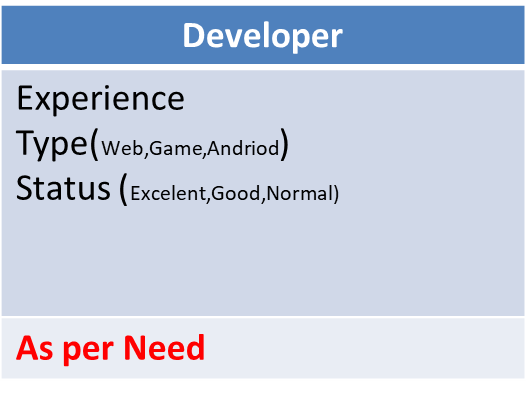 Developer
Experience
Type(Web,Game,Andriod)
Status (Excelent,Good,Normal)
As per Need